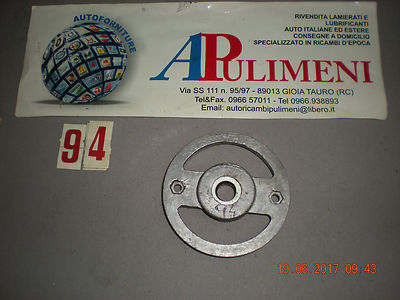 AUTOFORNITURE
RIVENDITA LAMIERATI E
LUBRIFICANTI
AUTO ITALIANE ED ESTERE
CONSEGNE A DOMICILIO
SPECIALIZZATO IN RICAMBI D'EPOCA
APULIMENI
Via SS 111 n. 95/97 - 89013 GIOIA TAURO (RC)
Tel&Fax. 0966 57011 - Tel 0966.938893
Email: autoricambipulimeni@libero.it
94
94
18.06.2017 09:43